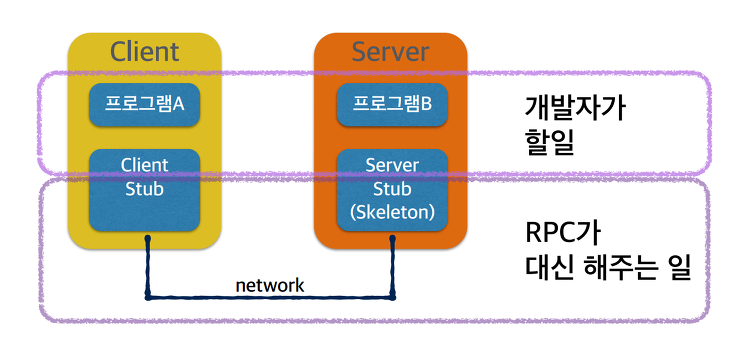 Client
Server
프로그램A
프로그램B
개발자가
할일
Client
Stub
Server
Stub
(Skeleton)
RPC가
대신 해주는 일
network